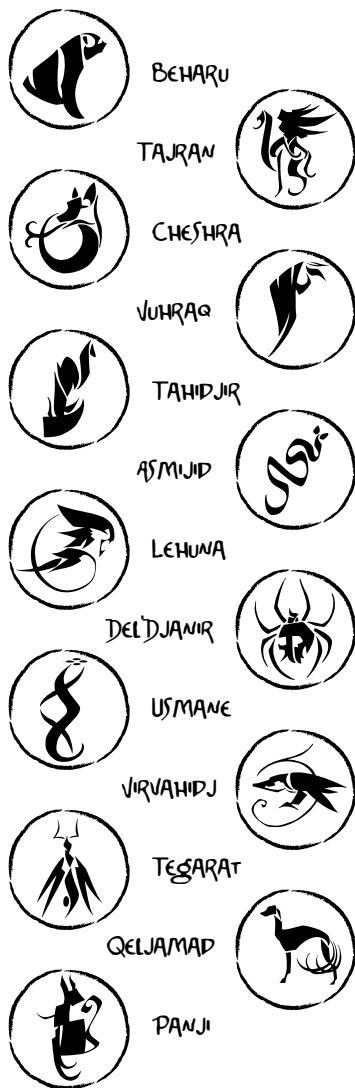 Beharu
Tajran
Cheshra
Vuhraq
Tahidjir
Asmijid
Lehuna
Del'Djanir
Usmane
Virvahidj
Tegarat
Qeljamad
Panji